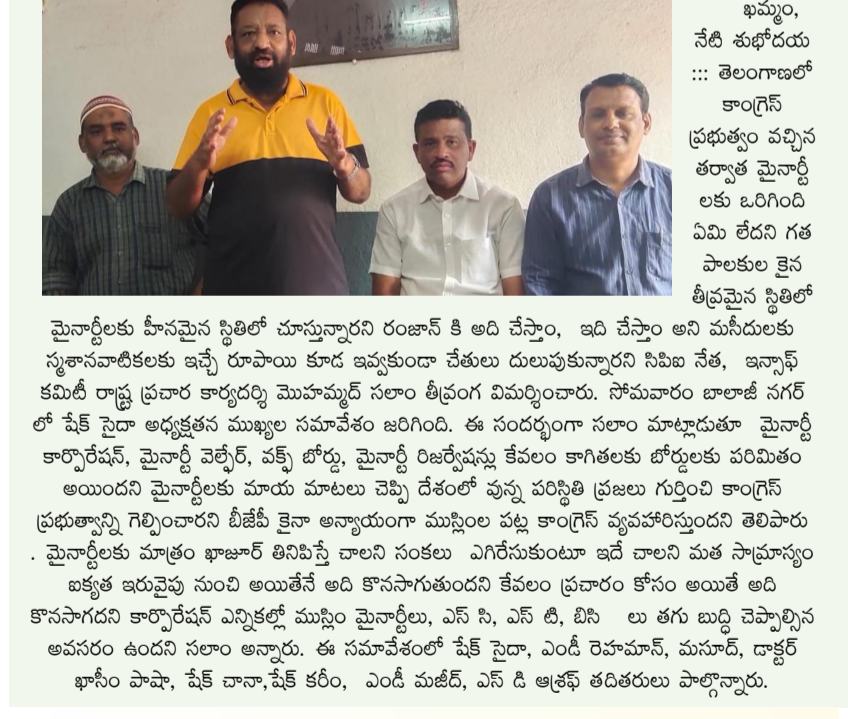 ఖమ్మం,
నేటి శుభోదయ
::: తెలంగాణలో
కాంగ్రెస్
ప్రభుత్వం వచ్చిన
తర్వాత మైనార్టీ
లకు ఒరిగింది
ఏమి లేదని గత
పాలకుల కైన
తీవ్రమైన స్థితిలో
మైనార్టీలకు హీనమైన స్థితిలో చూస్తున్నారని రంజాన్ కి అది చేస్తాం, ఇది చేస్తాం అని మసీదులకు
స్మశానవాటికలకు ఇచ్చే రూపాయి కూడ ఇవ్వకుండా చేతులు దులుపుకున్నారని సిపిఐ నేత, ఇన్సాఫ్
కమిటీ రాష్ట్ర ప్రచార కార్యదర్శి మొహమ్మద్ సలాం తీవ్రంగ విమర్శించారు. సోమవారం బాలాజీ నగర్
లో షేక్ సైదా అధ్యక్షతన ముఖ్యల సమావేశం జరిగింది. ఈ సందర్భంగా సలాం మాట్లాడుతూ మైనార్టీ
కార్పొరేషన్, మైనార్టీ వెల్ఫేర్, వక్ఫ్ బోర్డు, మైనార్టీ రిజర్వేషన్లు కేవలం కాగితలకు బోర్డులకు పరిమితం
అయిందని మైనార్టీలకు మాయ మాటలు చెప్పి దేశంలో వున్న పరిస్థితి ప్రజలు గుర్తించి కాంగ్రెస్
ప్రభుత్వాన్ని గెల్పించారని బీజేపీ కైనా అన్యాయంగా ముస్లింల పట్ల కాంగ్రెస్ వ్యవహారిస్తుందని తెలిపారు
. మైనార్టీలకు మాత్రం ఖాజూర్ తినిపిస్తే చాలని సంకలు ఎగిరేసుకుంటూ ఇదే చాలని మత సామ్రాస్యం
ఐక్యత ఇరువైపు నుంచి అయితేనే అది కొనసాగుతుందని కేవలం ప్రచారం కోసం అయితే అది
కొనసాగదని కార్పొరేషన్ ఎన్నికల్లో ముస్లిం మైనార్టీలు, ఎస్ సి, ఎస్ టి, బిసి లు తగు బుద్ధి చెప్పాల్సిన
అవసరం ఉందని సలాం అన్నారు. ఈ సమావేశంలో షేక్ సైదా, ఎండీ రెహమాన్, మసూద్, డాక్టర్
ఖాసీం పాషా, షేక్ చానా,షేక్ కరీం, ఎండీ మజీద్, ఎస్ డి ఆశ్రఫ్ తదితరులు పాల్గొన్నారు.